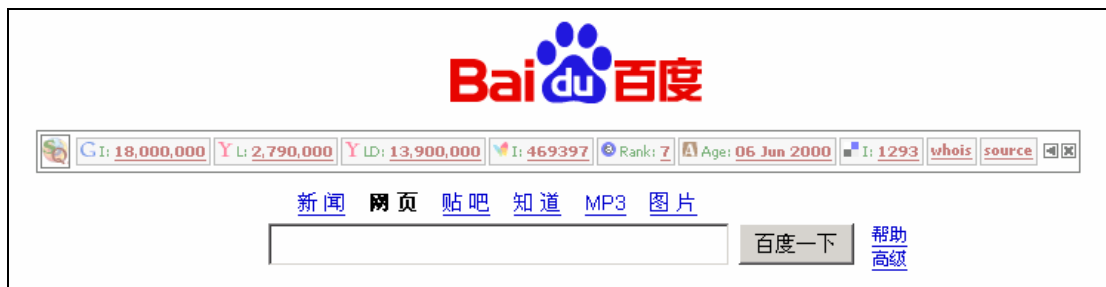 Bai du 百度
I: 18,000,000 L: 2,790,000 LD: 13,900,000 I: 469397 Rank: 7 Age: 06 Jun 2000 I: 1293 whois source
新闻 网页 贴吧 知道 MP3 图片
百度一下 帮助
高级